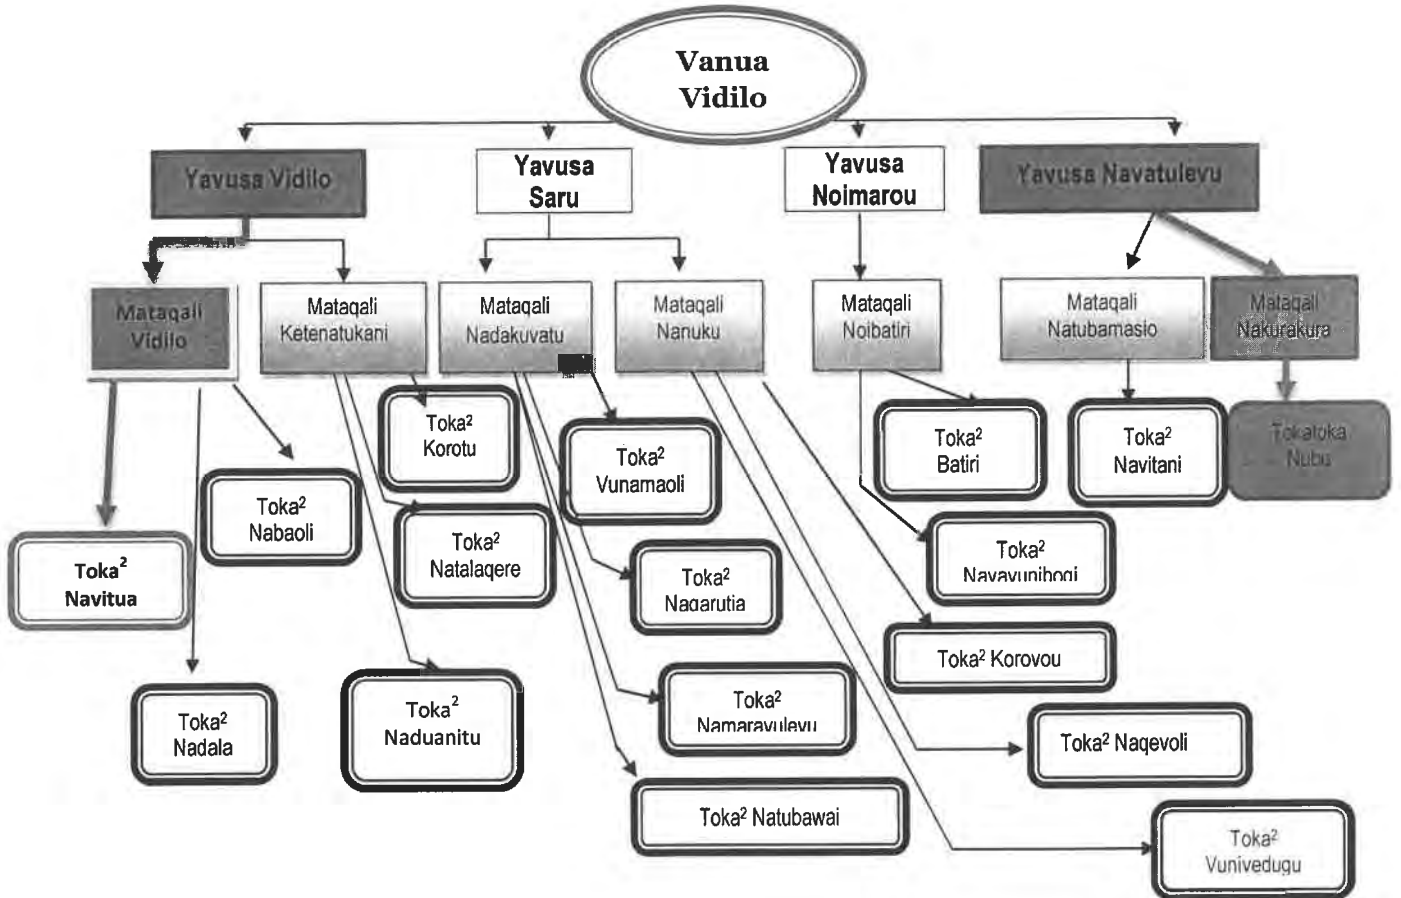 Vanua
Vidilo
Yavusa Vidilo
Yavusa
Saru
Yavusa
Noimarou
Yavusa Navatulevu
Mataqali
Vidilo
Mataqali
Ketenatukani
Mataqali
Nadakuvatu
Mataqali
Nanuku
Mataqali
Noibatiri
Mataqali
Natubamasio
Mataqali
Nakurakura
Toka²
Korotu
Toka²
Vunamaoli
Toka²
Batiri
Toka²
Navitani
Tokatoka
Nubu
Toka²
Nabaoli
Toka²
Natalaqere
Toka²
Navitua
Toka²
Naqarutia
Toka²
Navavunihogi
Toka² Korovou
Toka²
Nadala
Toka²
Naduanitu
Toka²
Namaravulevu
Toka² Naqevoli
Toka² Natubawai
Toka²
Vunivedugu